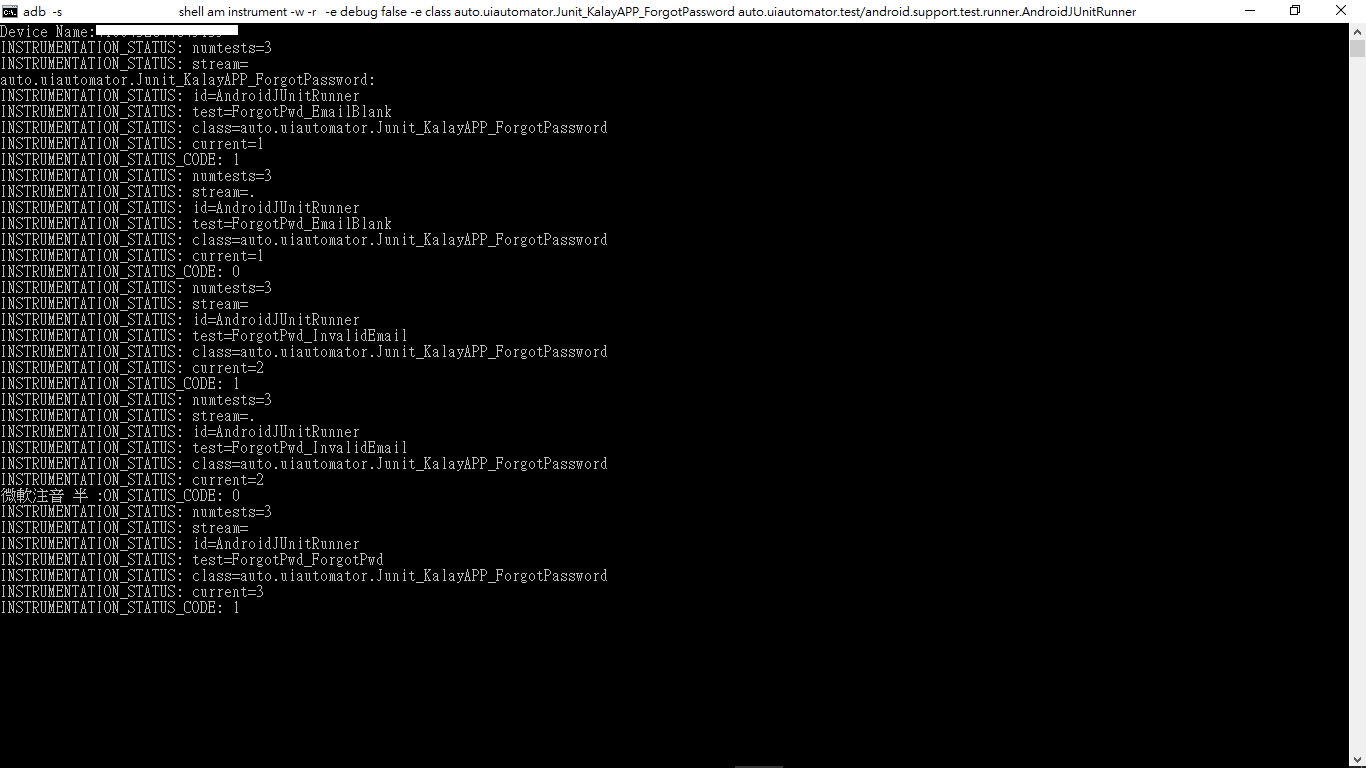 adb -s shell am instrument -w -r -e debug false -e class auto.uiautomator.Junit_KalayAPP_ForgotPassword auto.uiautomator.test/android.support.test.runner.AndroidJUnitRunner
Device Name:
INSTRUMENTATION_STATUS: numtests=3
INSTRUMENTATION_STATUS: stream=
auto.uiautomator.Junit_KalayAPP_ForgotPassword:
INSTRUMENTATION_STATUS: id=AndroidJUnitRunner
INSTRUMENTATION_STATUS: test=ForgotPwd_EmailBlank
INSTRUMENTATION_STATUS: class=auto.uiautomator.Junit_KalayAPP_ForgotPassword
INSTRUMENTATION_STATUS: current=1
INSTRUMENTATION_STATUS_CODE: 1
INSTRUMENTATION_STATUS: numtests=3
INSTRUMENTATION_STATUS: stream=.
INSTRUMENTATION_STATUS: id=AndroidJUnitRunner
INSTRUMENTATION_STATUS: test=ForgotPwd_EmailBlank
INSTRUMENTATION_STATUS: class=auto.uiautomator.Junit_KalayAPP_ForgotPassword
INSTRUMENTATION_STATUS: current=1
INSTRUMENTATION_STATUS_CODE: 0
INSTRUMENTATION_STATUS: numtests=3
INSTRUMENTATION_STATUS: stream=
INSTRUMENTATION_STATUS: id=AndroidJUnitRunner
INSTRUMENTATION_STATUS: test=ForgotPwd_InvalidEmail
INSTRUMENTATION_STATUS: class=auto.uiautomator.Junit_KalayAPP_ForgotPassword
INSTRUMENTATION_STATUS: current=2
INSTRUMENTATION_STATUS_CODE: 1
INSTRUMENTATION_STATUS: numtests=3
INSTRUMENTATION_STATUS: stream=.
INSTRUMENTATION_STATUS: id=AndroidJUnitRunner
INSTRUMENTATION_STATUS: test=ForgotPwd_InvalidEmail
INSTRUMENTATION_STATUS: class=auto.uiautomator.Junit_KalayAPP_ForgotPassword
INSTRUMENTATION_STATUS: current=2
微軟注音 半 :ON_STATUS_CODE: 0
INSTRUMENTATION_STATUS: numtests=3
INSTRUMENTATION_STATUS: stream=
INSTRUMENTATION_STATUS: id=AndroidJUnitRunner
INSTRUMENTATION_STATUS: test=ForgotPwd_ForgotPwd
INSTRUMENTATION_STATUS: class=auto.uiautomator.Junit_KalayAPP_ForgotPassword
INSTRUMENTATION_STATUS: current=3
INSTRUMENTATION_STATUS_CODE: 1